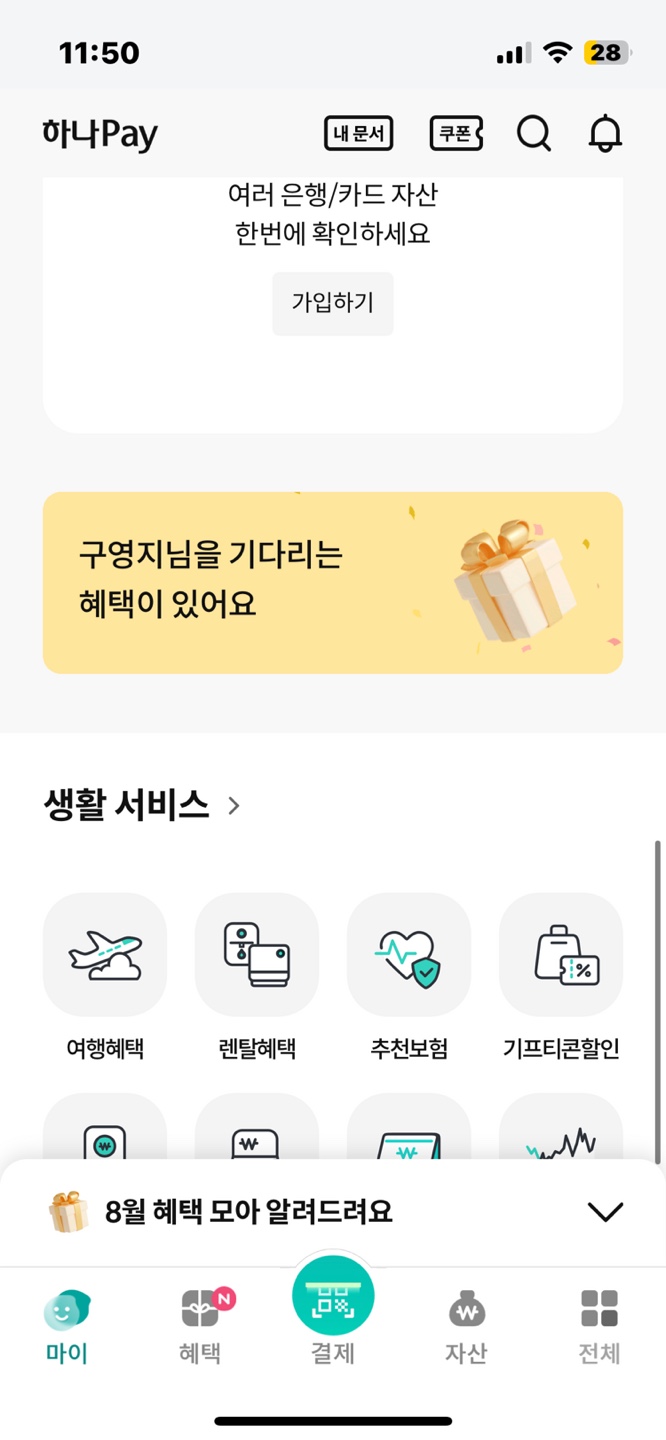 11:50
28
하나Pay
내 문서
쿠폰
여러 은행/카드 자산
한번에 확인하세요
가입하기
구영지님을 기다리는
혜택이 있어요
생활 서비스
여행혜택
렌탈혜택
추천보험
기프티콘할인
8월 혜택 모아 알려드려요
N
마이
혜택
결제
자산
전체